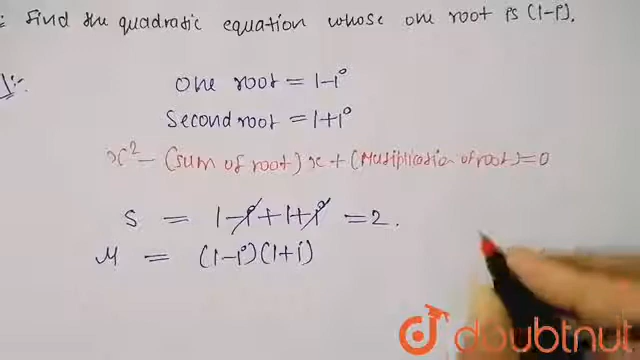 : Find the quadratic equation whose one root is (1-i).
):-
One root = 1-i
Second root = 1+i
x² - (sum of root) x + (Multiplication of root) = 0
S = 1-i+1+i = 2.
M = (1-i)(1+i)
doubtnut